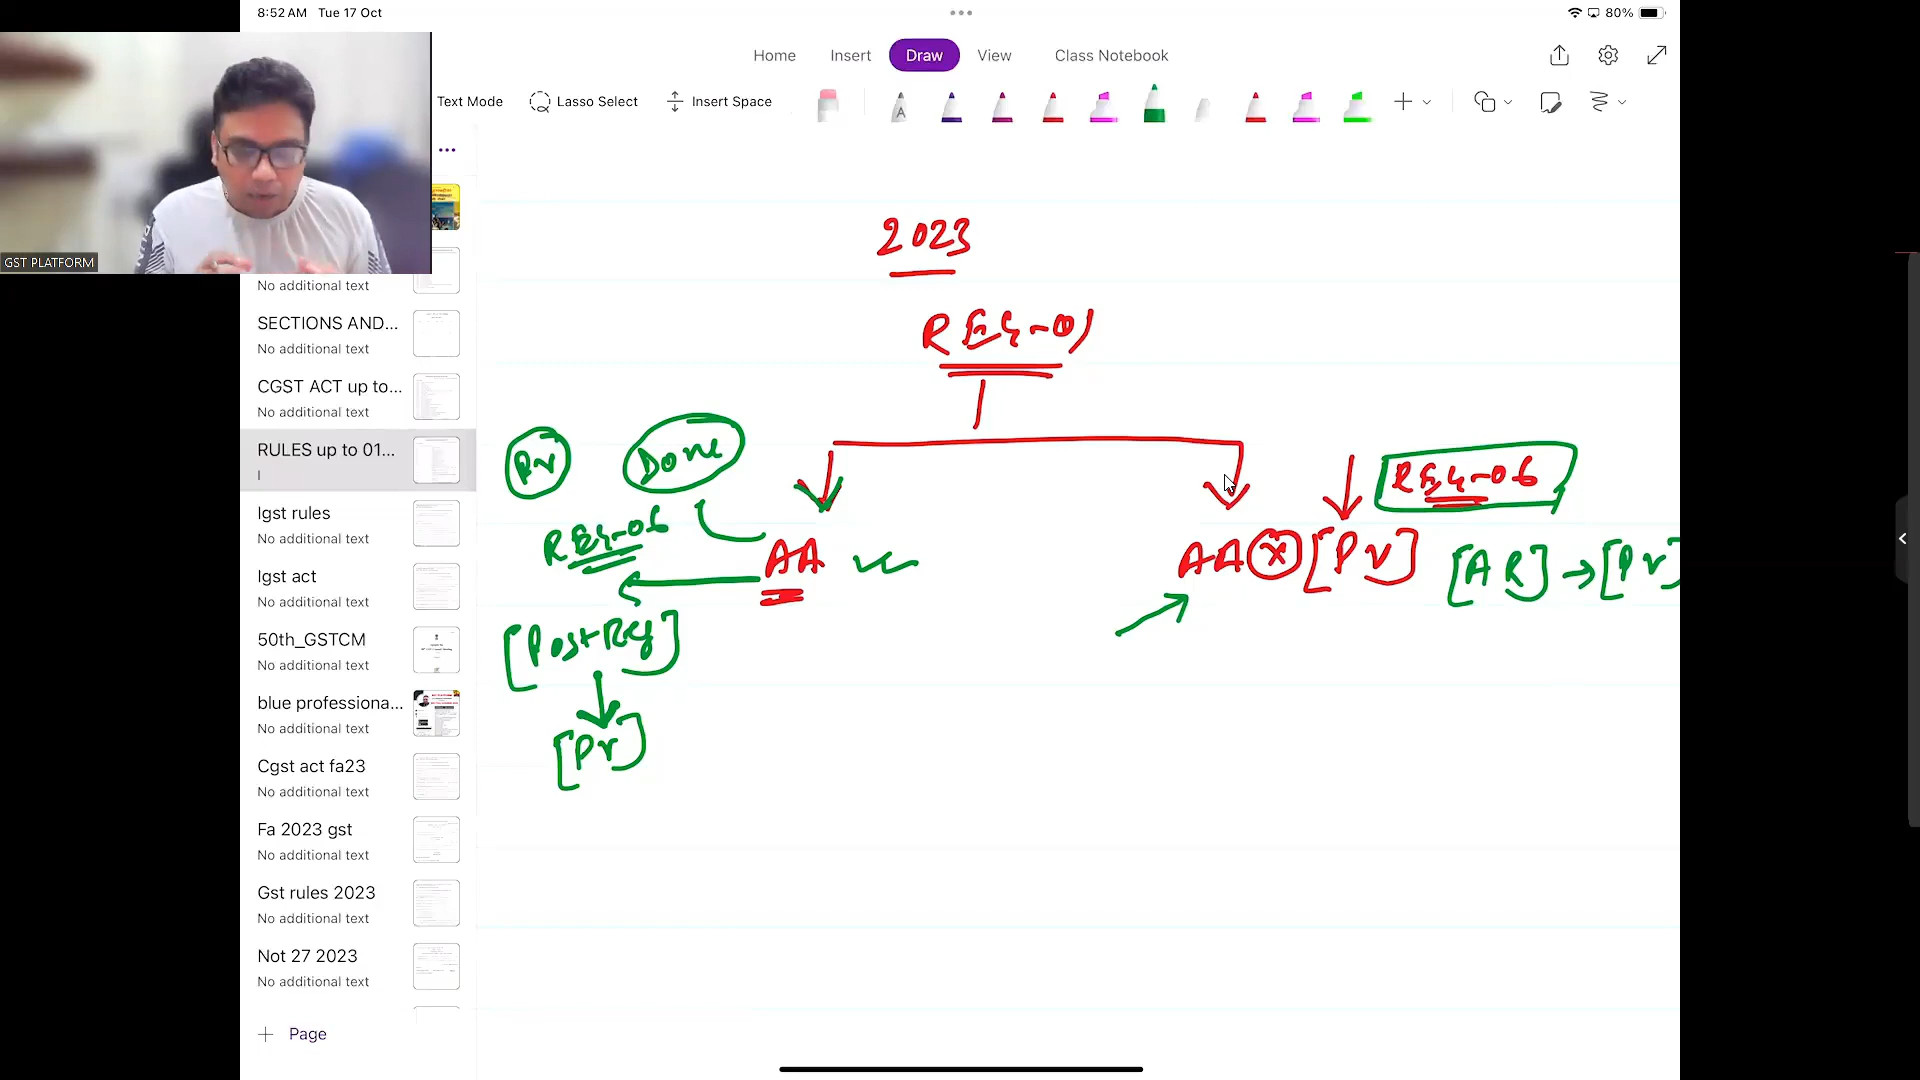 8:52 AM Tue 17 Oct
80%
Home Insert Draw View Class Notebook
Text Mode Lasso Select Insert Space
A
GST PLATFORM
No additional text
SECTIONS AND...
No additional text
CGST ACT up to...
No additional text
RULES up to 01...
I
Igst rules
No additional text
Igst act
No additional text
50th_GSTCM
No additional text
blue professiona...
No additional text
Cgst act fa23
No additional text
Fa 2023 gst
No additional text
Gst rules 2023
No additional text
Not 27 2023
No additional text
Page
2023
REG-01
PV Done
REG-06
REG-06
AA
AA X [PV]
[AR] → [PV]
[Post Reg]
[PV]